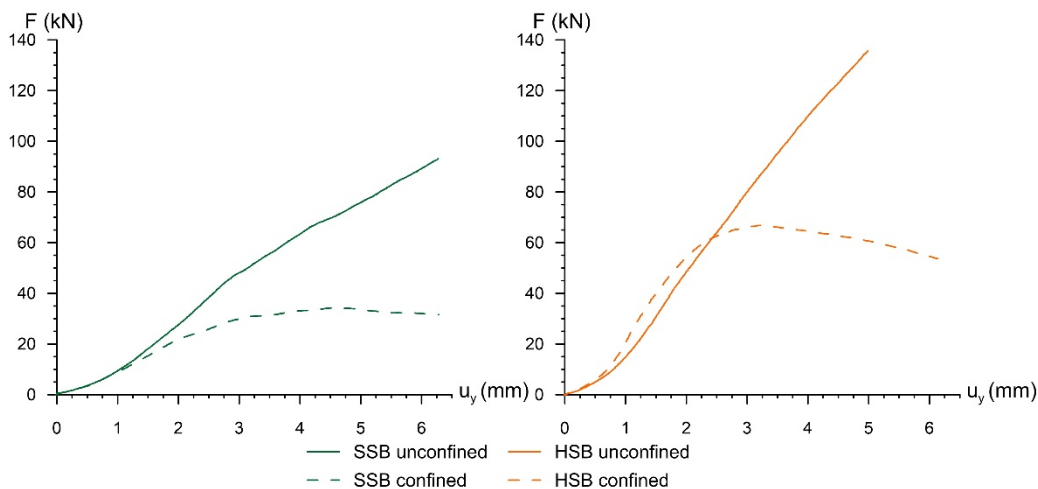 F (kN)
140
120
100
80
60
40
20
0
0 1 2 3 4 5 6
u_y (mm)
F (kN)
140
120
100
80
60
40
20
0
0 1 2 3 4 5 6
u_y (mm)
SSB unconfined
HSB unconfined
SSB confined
HSB confined